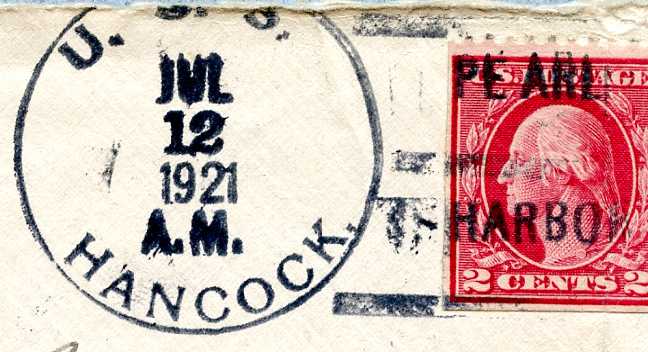 U. S. S.
JUL
12
1921
A.M.
HANCOCK.
PEARL
HARBOR
U.S. POSTAGE
2 CENTS 2